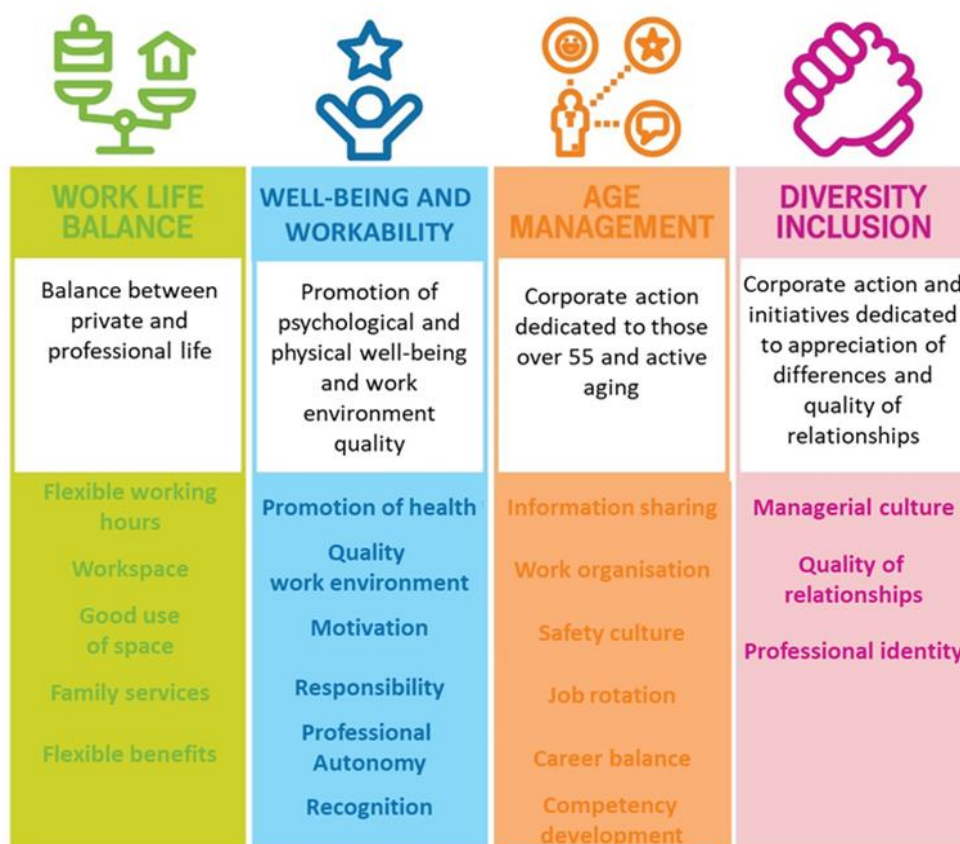 WORK LIFE
BALANCE
Balance between
private and
professional life
Flexible working
hours
Workspace
Good use
of space
Family services
Flexible benefits
WELL-BEING AND
WORKABILITY
Promotion of
psychological and
physical well-being
and work
environment
quality
Promotion of health
Quality
work environment
Motivation
Responsibility
Professional
Autonomy
Recognition
AGE
MANAGEMENT
Corporate action
dedicated to those
over 55 and active
aging
Information sharing
Work organisation
Safety culture
Job rotation
Career balance
Competency
development
DIVERSITY
INCLUSION
Corporate action and
initiatives dedicated
to appreciation of
differences and
quality of
relationships
Managerial culture
Quality of
relationships
Professional identity